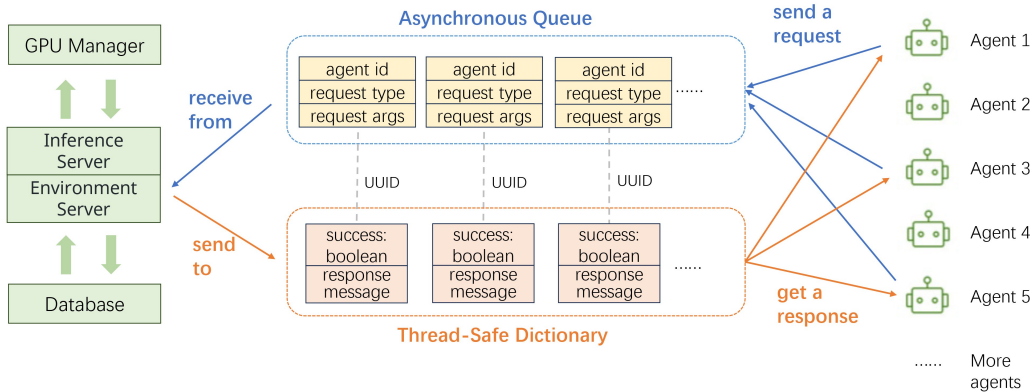 GPU Manager
Inference
Server
Environment
Server
Database
receive
from
send
to
Asynchronous Queue
agent id
request type
request args
agent id
request type
request args
agent id
request type
request args
......
UUID
UUID
UUID
success:
boolean
response
message
success:
boolean
response
message
success:
boolean
response
message
......
Thread-Safe Dictionary
send a
request
get a
response
Agent 1
Agent 2
Agent 3
Agent 4
Agent 5
...... More
agents